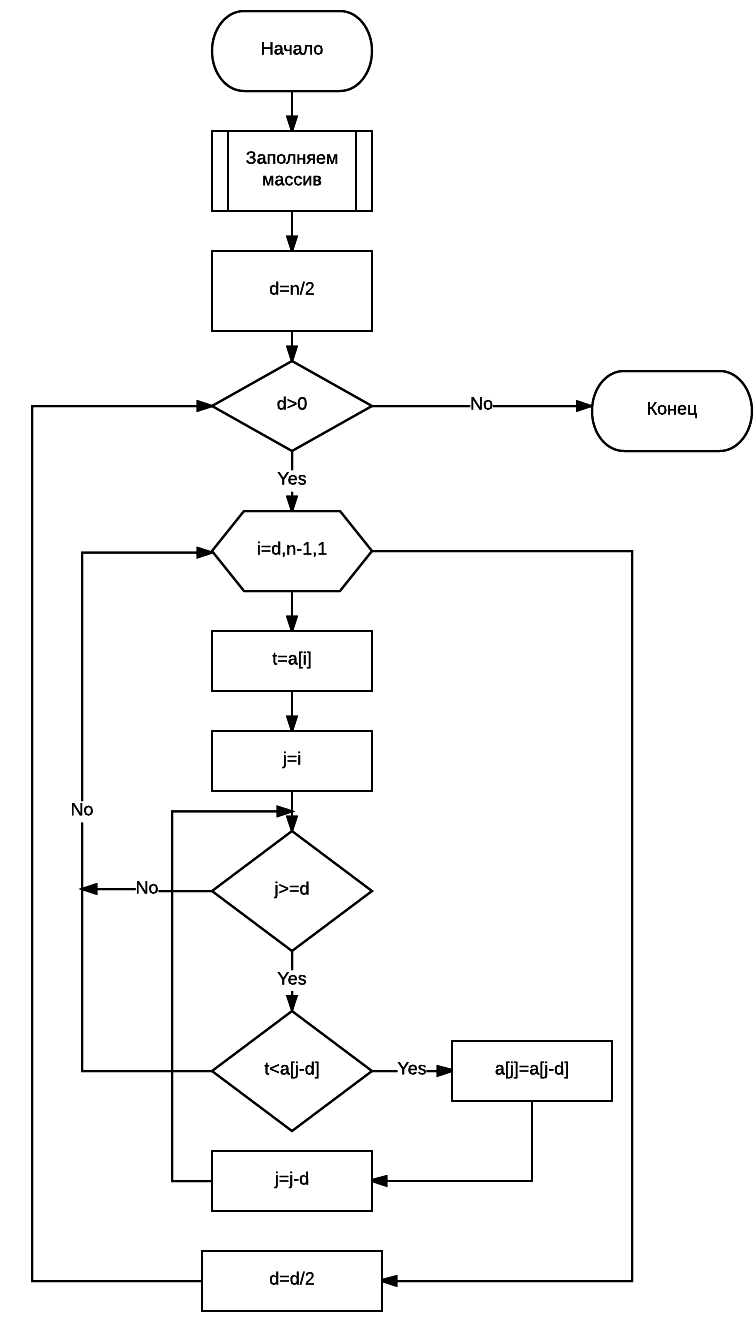 Начало
Заполняем
массив
d=n/2
d>0
No
Конец
Yes
i=d,n-1,1
t=a[i]
j=i
No
j>=d
No
Yes
t<a[j-d]
Yes
a[j]=a[j-d]
j=j-d
d=d/2